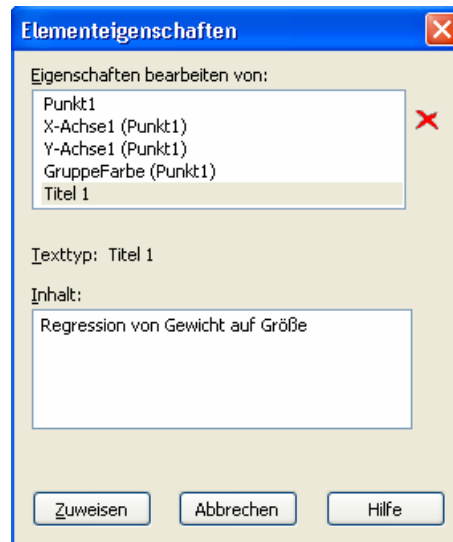 Elementeigenschaften
Eigenschaften bearbeiten von:
Punkt1
X-Achse1 (Punkt1)
Y-Achse1 (Punkt1)
GruppeFarbe (Punkt1)
Titel 1
Texttyp: Titel 1
Inhalt:
Regression von Gewicht auf Größe
Zuweisen Abbrechen Hilfe